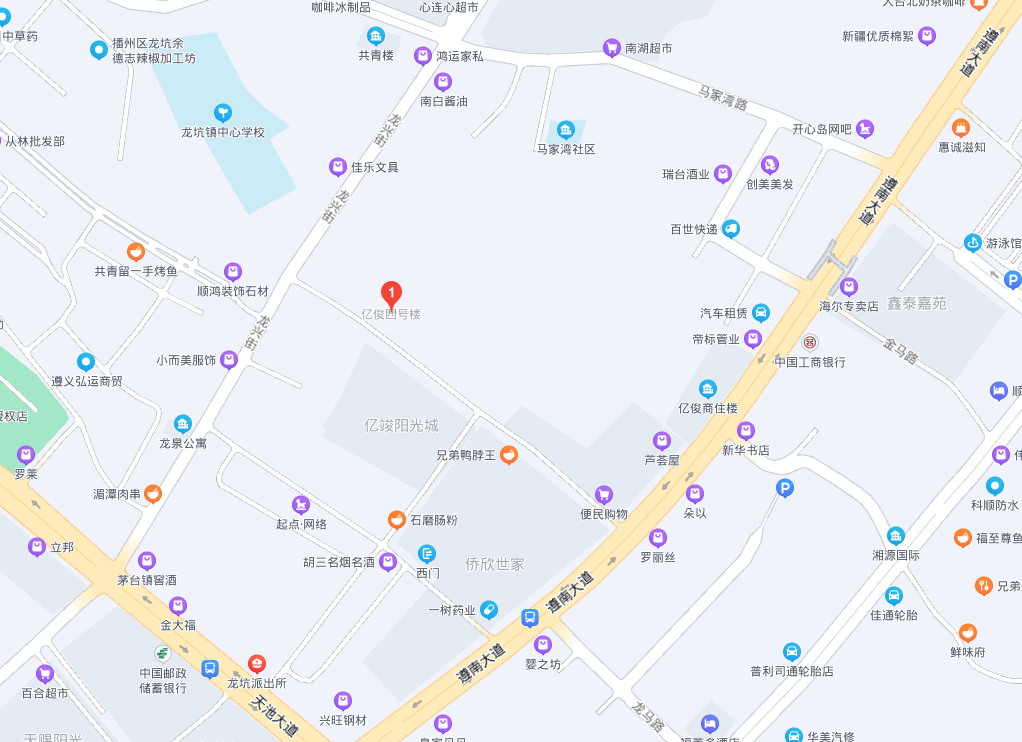 咖啡冰制品
心连心超市
大台北奶茶咖啡
中草药
播州区龙坑余
德志辣椒加工坊
共青楼
鸿运家私
南湖超市
新疆优质棉絮
遵南大道
南白酱油
马家湾路
龙坑镇中心学校
龙兴街
开心岛网吧
惠诚滋知
丛林批发部
马家湾社区
佳乐文具
瑞台酒业
创美美发
遵南大道
龙兴街
百世快递
游泳馆
共青留一手烤鱼
顺鸿装饰石材
1
亿俊四号楼
海尔专卖店
鑫泰嘉苑
汽车租赁
龙兴街
帝标管业
金马路
小而美服饰
中国工商银行
遵义弘运商贸
顺
亿俊商住楼
授权店
亿竣阳光城
龙泉公寓
新华书店
兄弟鸭脖王
芦荟屋
罗莱
湄潭肉串
P
P
便民购物
朵以
科顺防水
起点·网络
石磨肠粉
立邦
罗丽丝
福至尊鱼
湘源国际
胡三名烟名酒
西门
侨欣世家
茅台镇窖酒
遵南大道
兄弟
一树药业
佳通轮胎
金大福
鲜味府
遵南大道
婴之坊
中国邮政
储蓄银行
龙坑派出所
普利司通轮胎店
百合超市
天池大道
兴旺钢材
龙马路
天赐阳光
华美汽修